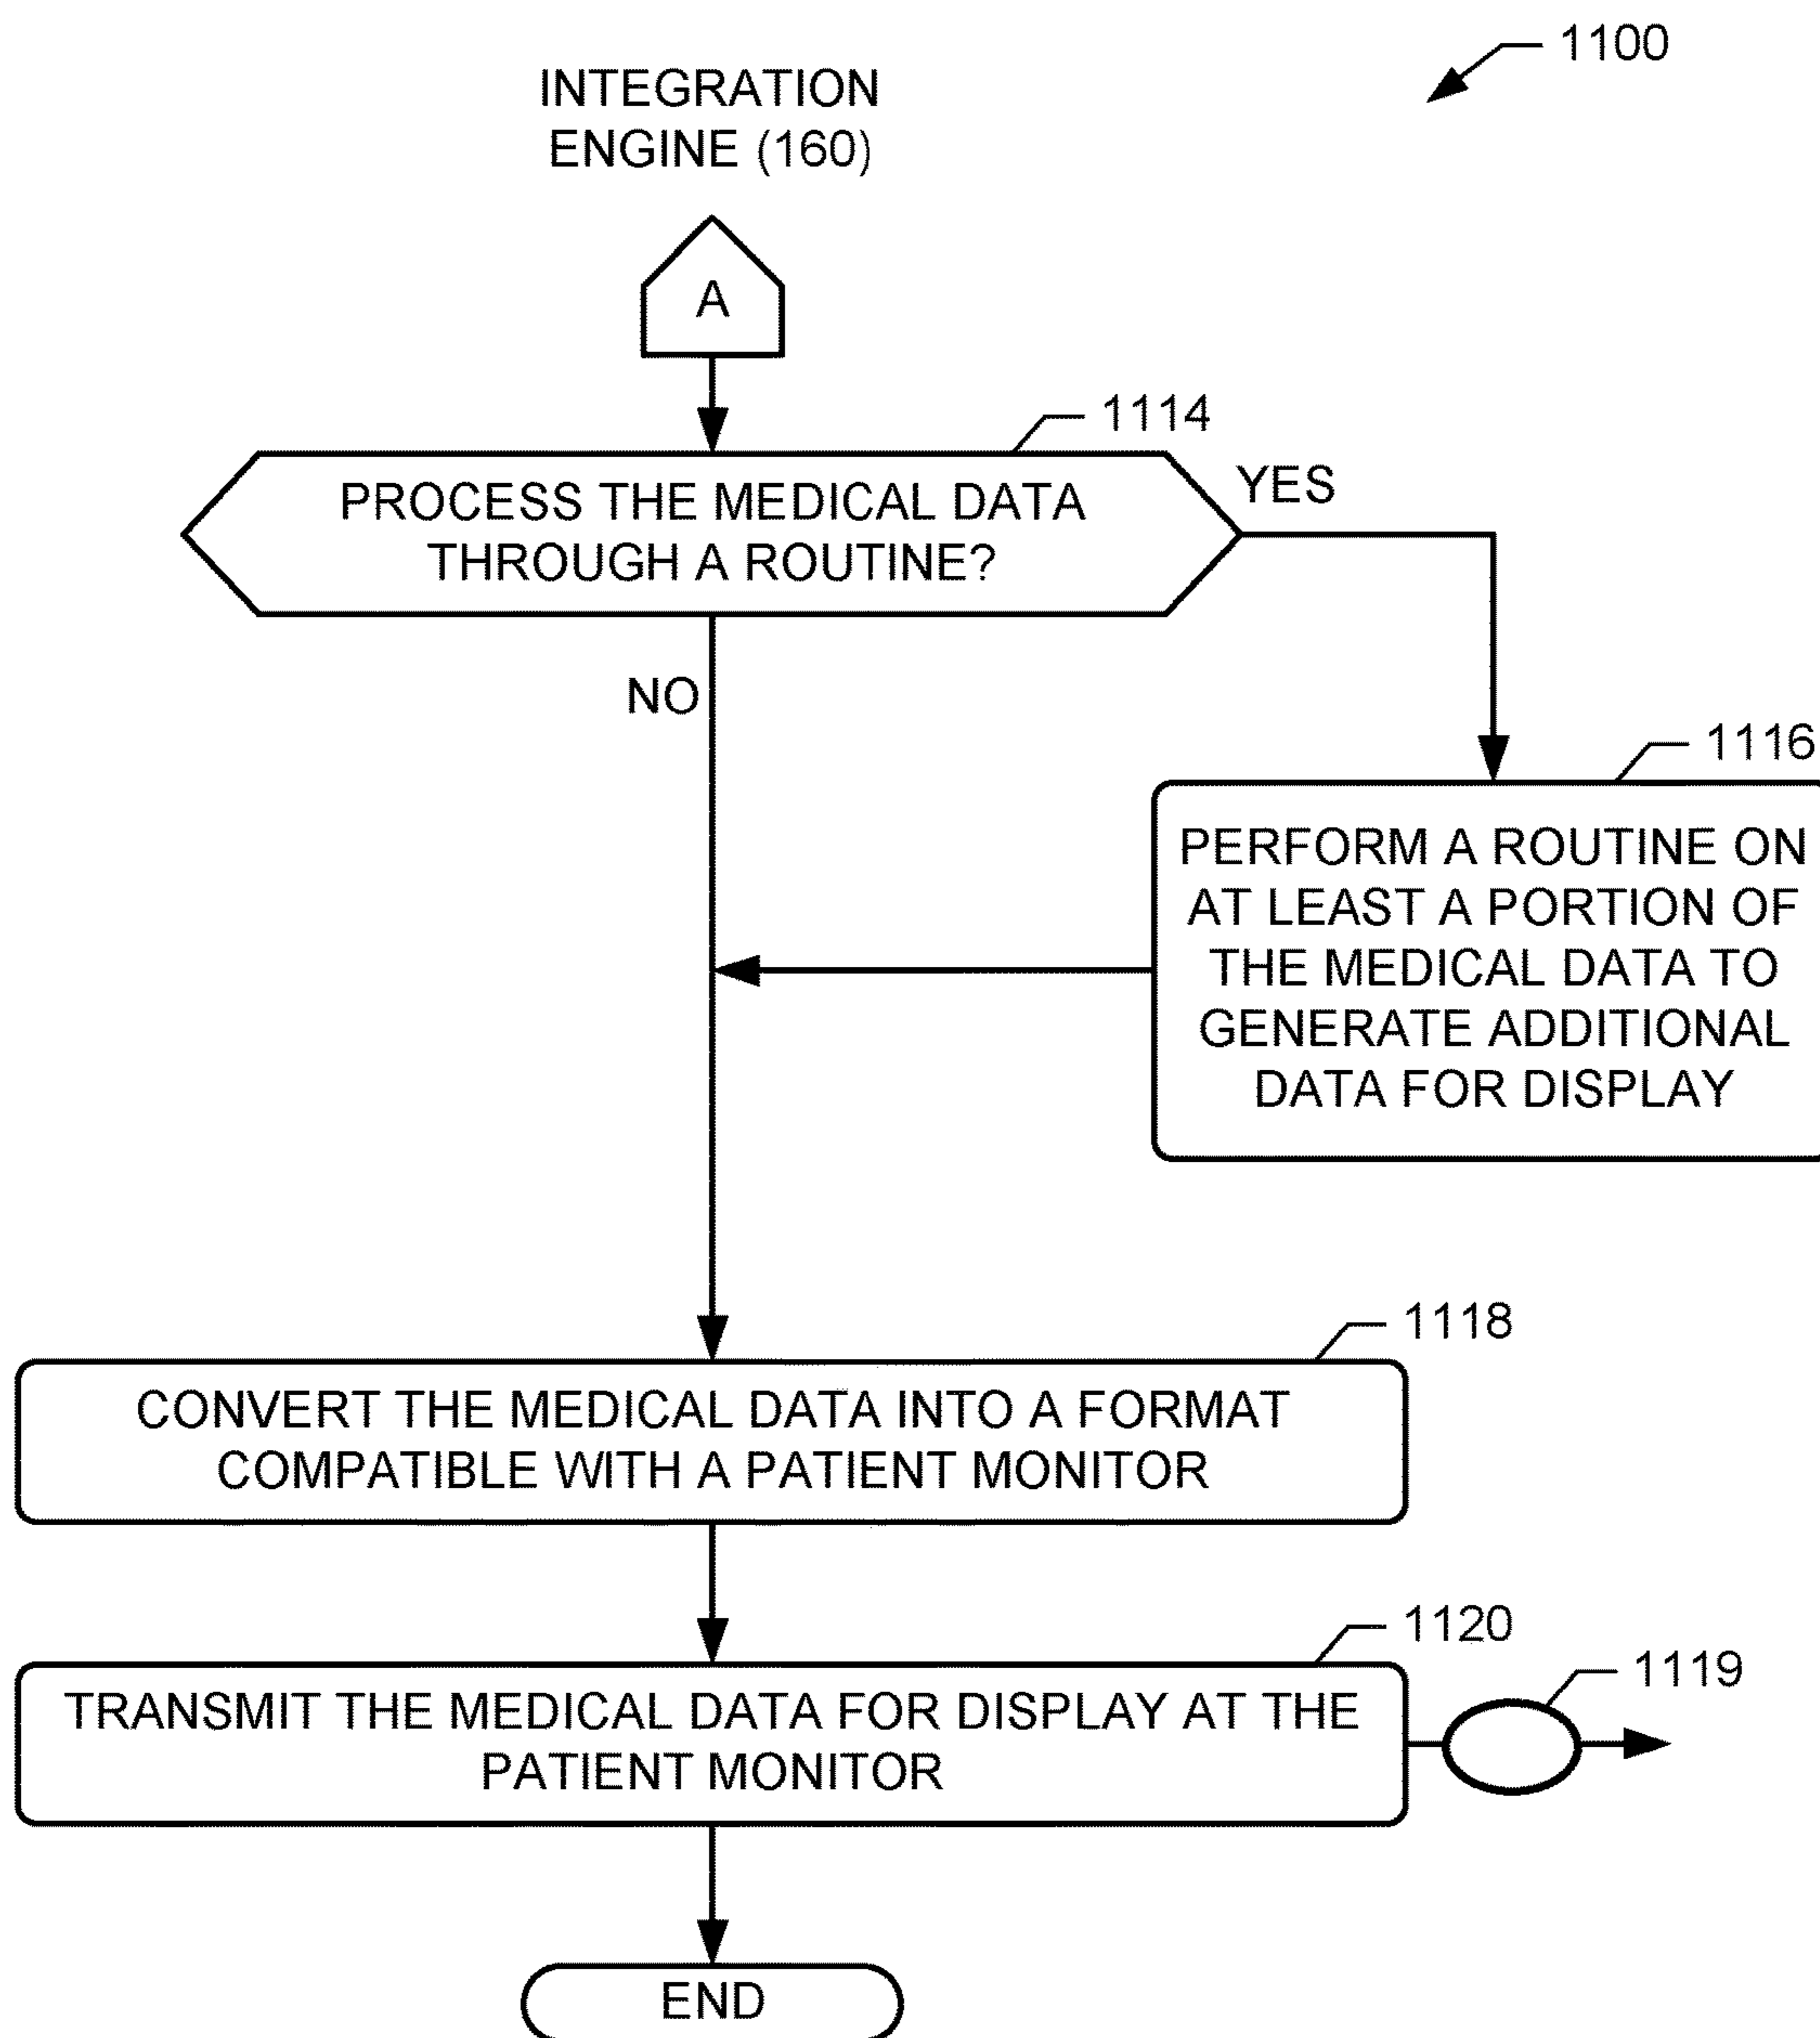 1100
INTEGRATION
ENGINE (160)
A
1114
PROCESS THE MEDICAL DATA
THROUGH A ROUTINE?
YES
NO
1116
PERFORM A ROUTINE ON
AT LEAST A PORTION OF
THE MEDICAL DATA TO
GENERATE ADDITIONAL
DATA FOR DISPLAY
1118
CONVERT THE MEDICAL DATA INTO A FORMAT
COMPATIBLE WITH A PATIENT MONITOR
1120
1119
TRANSMIT THE MEDICAL DATA FOR DISPLAY AT THE
PATIENT MONITOR
END